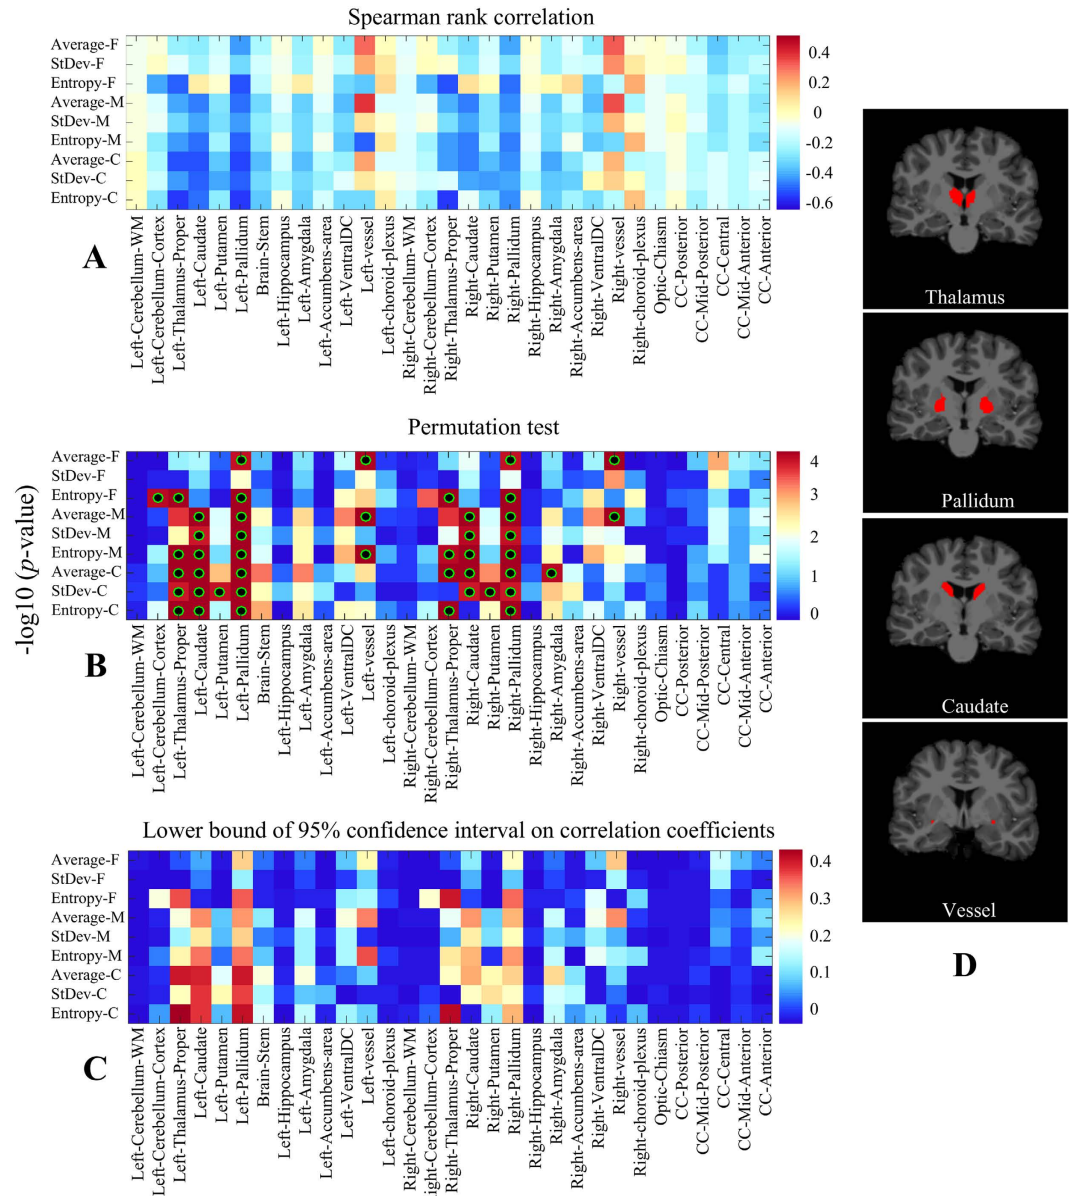 Spearman rank correlation
Average-F
StDev-F
Entropy-F
Average-M
StDev-M
Entropy-M
Average-C
StDev-C
Entropy-C
0.4
0.2
0
-0.2
-0.4
-0.6
A
Left-Cerebellum-WM
Left-Cerebellum-Cortex
Left-Thalamus-Proper
Left-Caudate
Left-Putamen
Left-Pallidum
Brain-Stem
Left-Hippocampus
Left-Amygdala
Left-Accumbens-area
Left-VentralDC
Left-vessel
Left-choroid-plexus
Right-Cerebellum-WM
Right-Cerebellum-Cortex
Right-Thalamus-Proper
Right-Caudate
Right-Putamen
Right-Pallidum
Right-Hippocampus
Right-Amygdala
Right-Accumbens-area
Right-VentralDC
Right-vessel
Right-choroid-plexus
Optic-Chiasm
CC-Posterior
CC-Mid-Posterior
CC-Central
CC-Mid-Anterior
CC-Anterior
Permutation test
-log10 (p-value)
Average-F
StDev-F
Entropy-F
Average-M
StDev-M
Entropy-M
Average-C
StDev-C
Entropy-C
4
3
2
1
0
B
Left-Cerebellum-WM
Left-Cerebellum-Cortex
Left-Thalamus-Proper
Left-Caudate
Left-Putamen
Left-Pallidum
Brain-Stem
Left-Hippocampus
Left-Amygdala
Left-Accumbens-area
Left-VentralDC
Left-vessel
Left-choroid-plexus
Right-Cerebellum-WM
Right-Cerebellum-Cortex
Right-Thalamus-Proper
Right-Caudate
Right-Putamen
Right-Pallidum
Right-Hippocampus
Right-Amygdala
Right-Accumbens-area
Right-VentralDC
Right-vessel
Right-choroid-plexus
Optic-Chiasm
CC-Posterior
CC-Mid-Posterior
CC-Central
CC-Mid-Anterior
CC-Anterior
Lower bound of 95% confidence interval on correlation coefficients
Average-F
StDev-F
Entropy-F
Average-M
StDev-M
Entropy-M
Average-C
StDev-C
Entropy-C
0.4
0.3
0.2
0.1
0
C
Left-Cerebellum-WM
Left-Cerebellum-Cortex
Left-Thalamus-Proper
Left-Caudate
Left-Putamen
Left-Pallidum
Brain-Stem
Left-Hippocampus
Left-Amygdala
Left-Accumbens-area
Left-VentralDC
Left-vessel
Left-choroid-plexus
Right-Cerebellum-WM
ight-Cerebellum-Cortex
Right-Thalamus-Proper
Right-Caudate
Right-Putamen
Right-Pallidum
Right-Hippocampus
Right-Amygdala
Right-Accumbens-area
Right-VentralDC
Right-vessel
Right-choroid-plexus
Optic-Chiasm
CC-Posterior
CC-Mid-Posterior
CC-Central
CC-Mid-Anterior
CC-Anterior
Thalamus
Pallidum
Caudate
Vessel
D